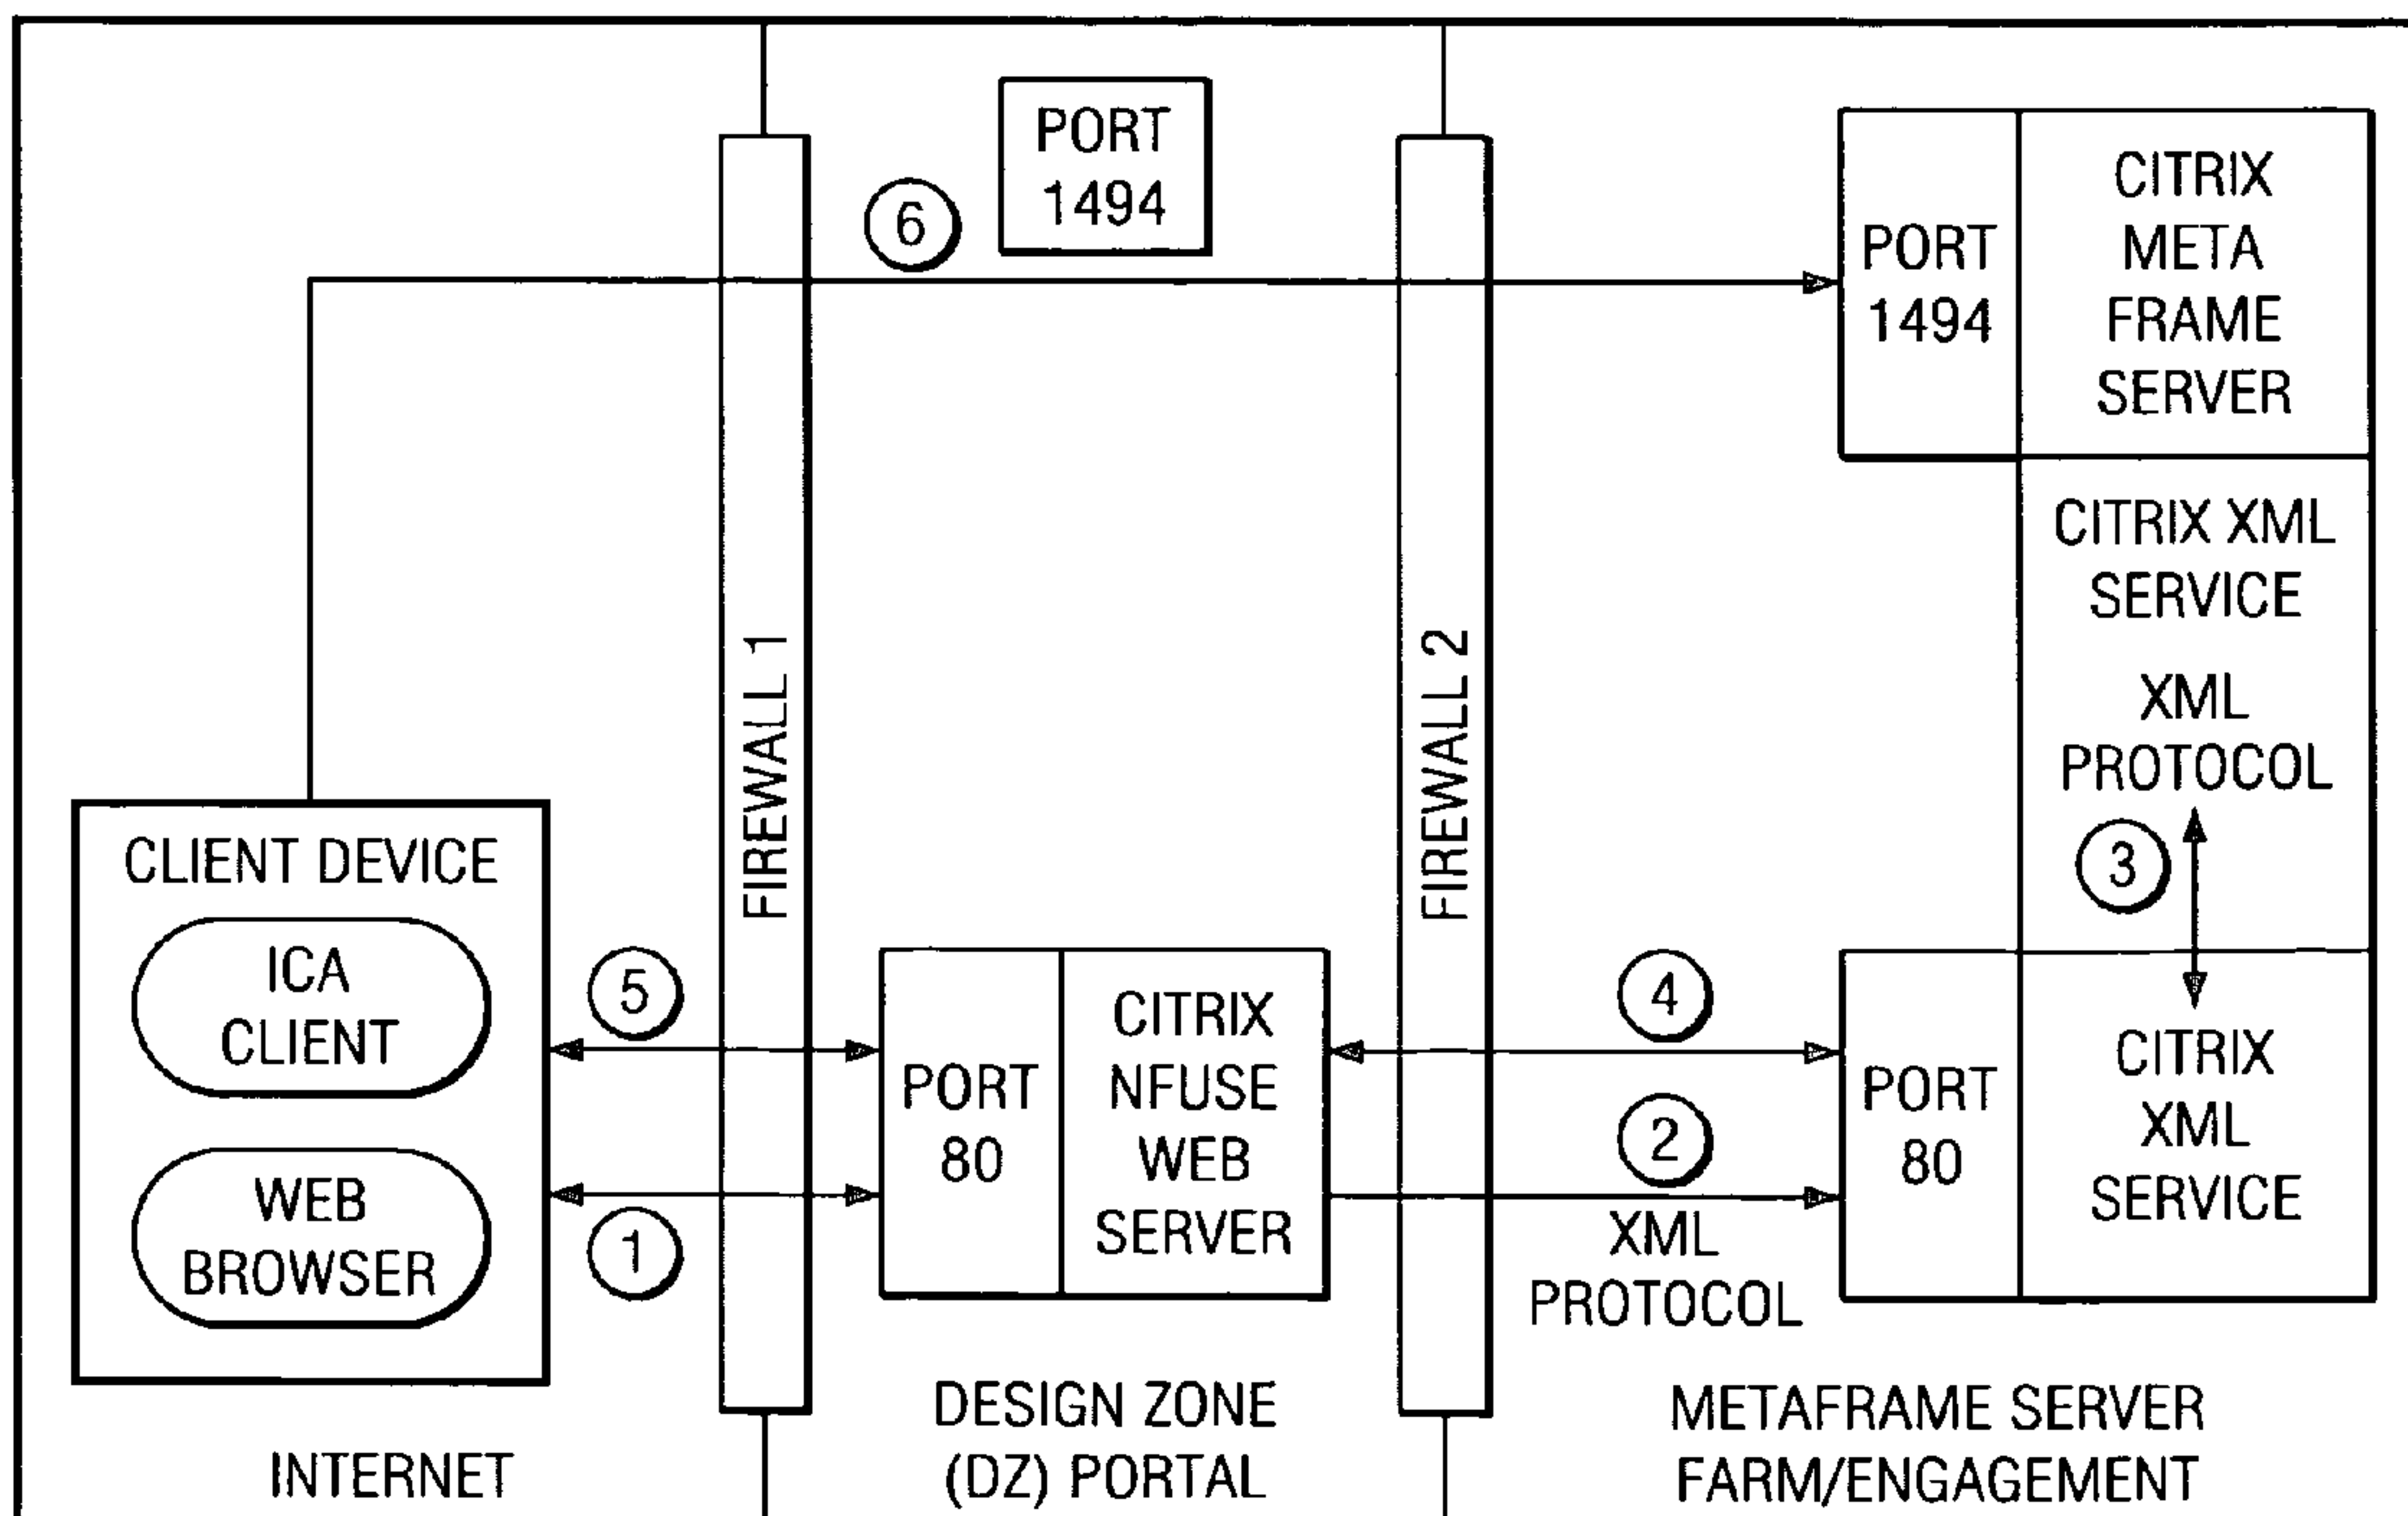 PORT
1494
6
PORT
1494
CITRIX
META
FRAME
SERVER
CITRIX XML
SERVICE
XML
PROTOCOL
3
FIREWALL 1
FIREWALL 2
CLIENT DEVICE
ICA
CLIENT
WEB
BROWSER
5
1
PORT
80
CITRIX
NFUSE
WEB
SERVER
4
2
XML
PROTOCOL
PORT
80
CITRIX
XML
SERVICE
INTERNET
DESIGN ZONE
(DZ) PORTAL
METAFRAME SERVER
FARM/ENGAGEMENT